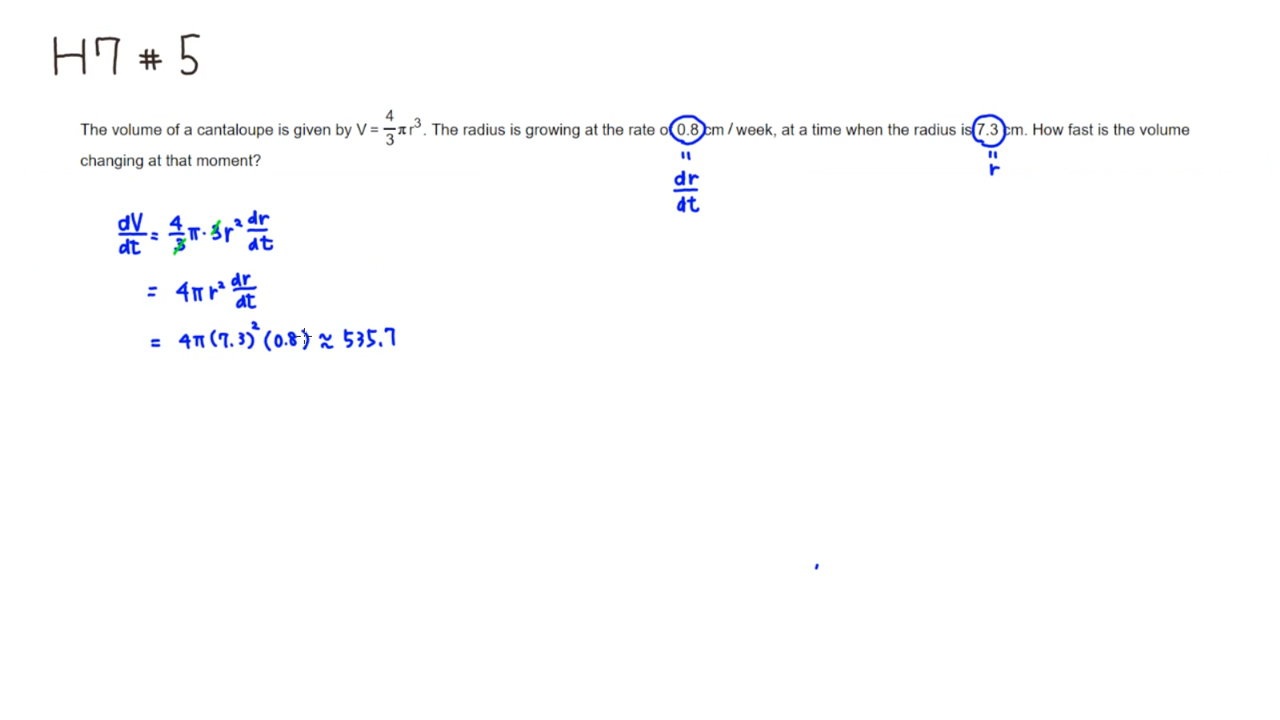 H7 # 5
The volume of a cantaloupe is given by V = 4/3 πr³. The radius is growing at the rate o 0.8 cm / week, at a time when the radius is 7.3 cm. How fast is the volume
changing at that moment?
= dr/dt
= r
dV/dt = 4/3 π · 3r² dr/dt
= 4πr² dr/dt
= 4π(7.3)²(0.8) ≈ 535.7